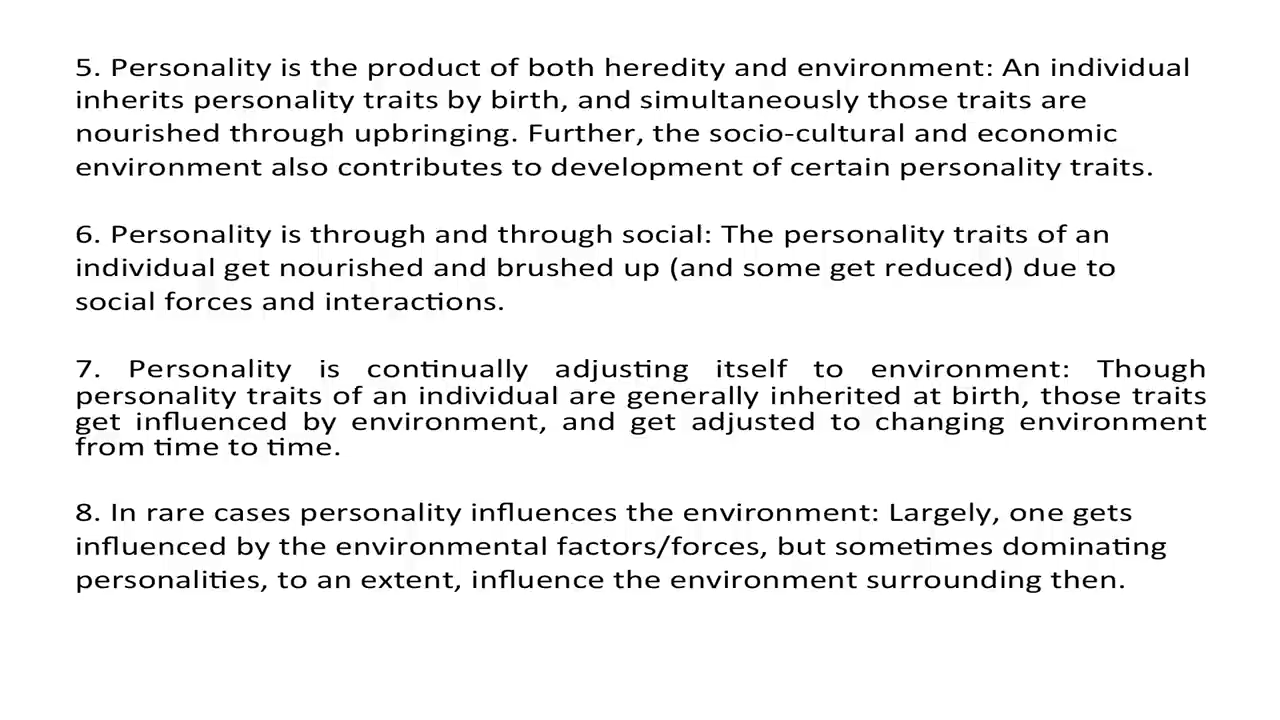 5. Personality is the product of both heredity and environment: An individual
inherits personality traits by birth, and simultaneously those traits are
nourished through upbringing. Further, the socio-cultural and economic
environment also contributes to development of certain personality traits.
6. Personality is through and through social: The personality traits of an
individual get nourished and brushed up (and some get reduced) due to
social forces and interactions.
7. Personality is continually adjusting itself to environment: Though
personality traits of an individual are generally inherited at birth, those traits
get influenced by environment, and get adjusted to changing environment
from time to time.
8. In rare cases personality influences the environment: Largely, one gets
influenced by the environmental factors/forces, but sometimes dominating
personalities, to an extent, influence the environment surrounding then.